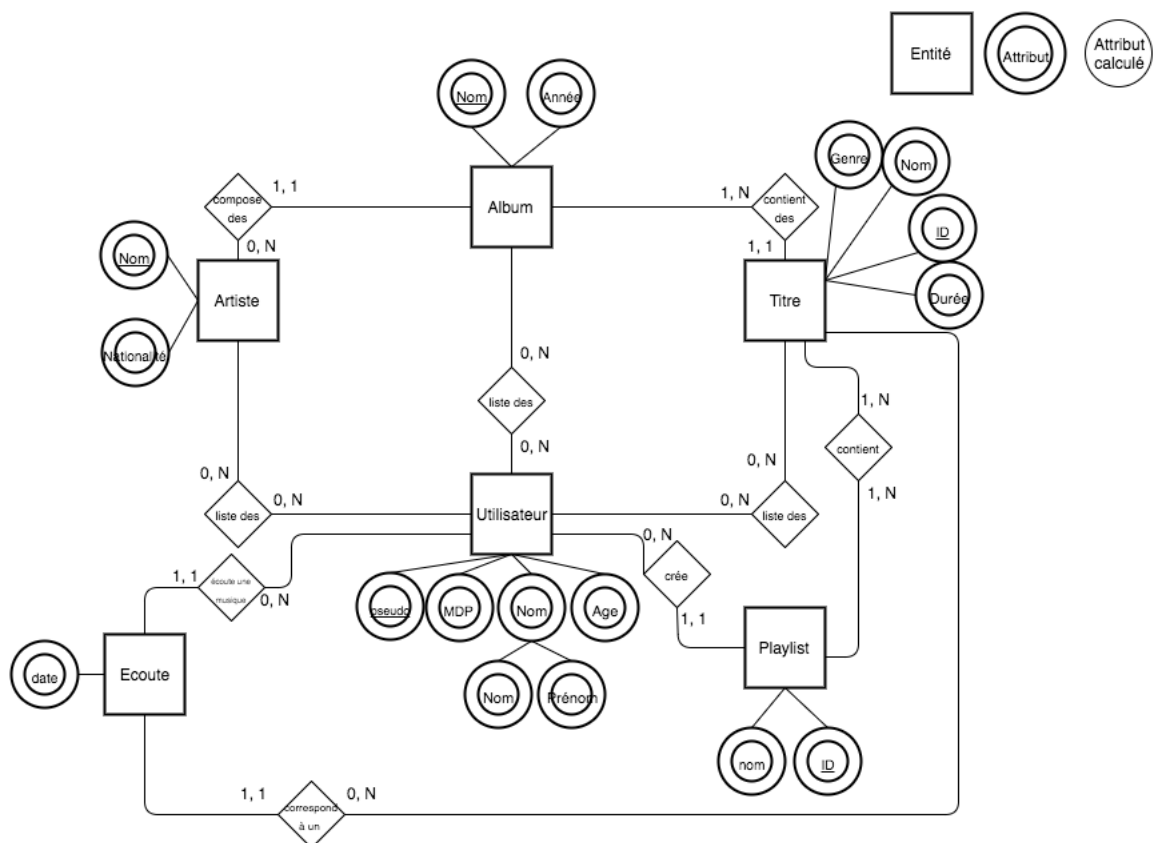 Entité
Attribut
Attribut
calculé
Nom
Année
Genre
Nom
ID
Durée
compose
des
1, 1
0, N
Album
1, N
contient
des
1, 1
Nom
Nationalité
Artiste
Titre
0, N
liste des
0, N
1, N
contient
1, N
0, N
liste des
0, N
Utilisateur
0, N
0, N
liste des
1, 1
écoute une
musique
0, N
0, N
crée
1, 1
pseudo
MDP
Nom
Age
Nom
Prénom
Playlist
nom
ID
date
Ecoute
1, 1
correspond
à un
0, N